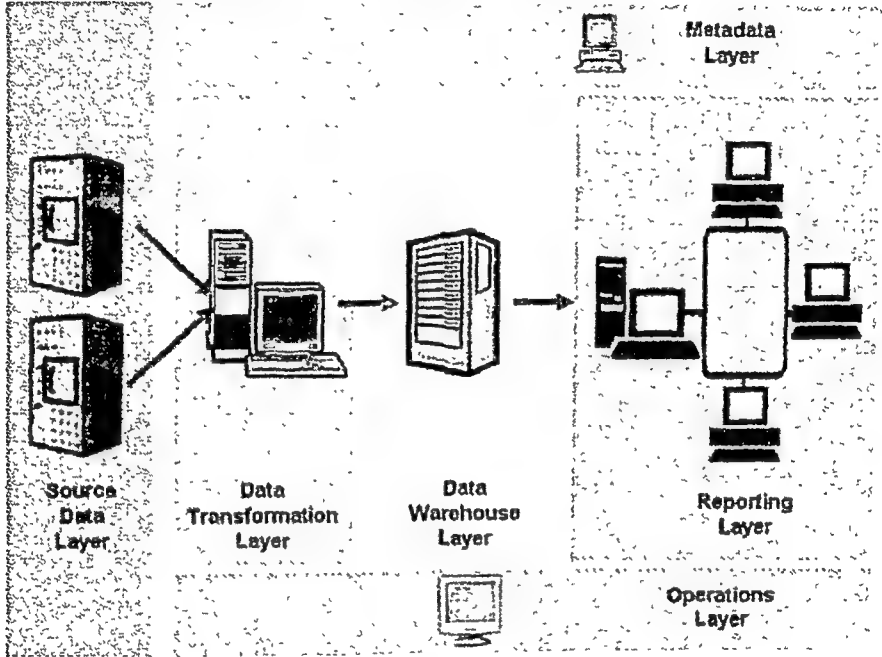 Metadata
Layer
Source
Data
Layer
Data
Transformation
Layer
Data
Warehouse
Layer
Reporting
Layer
Operations
Layer